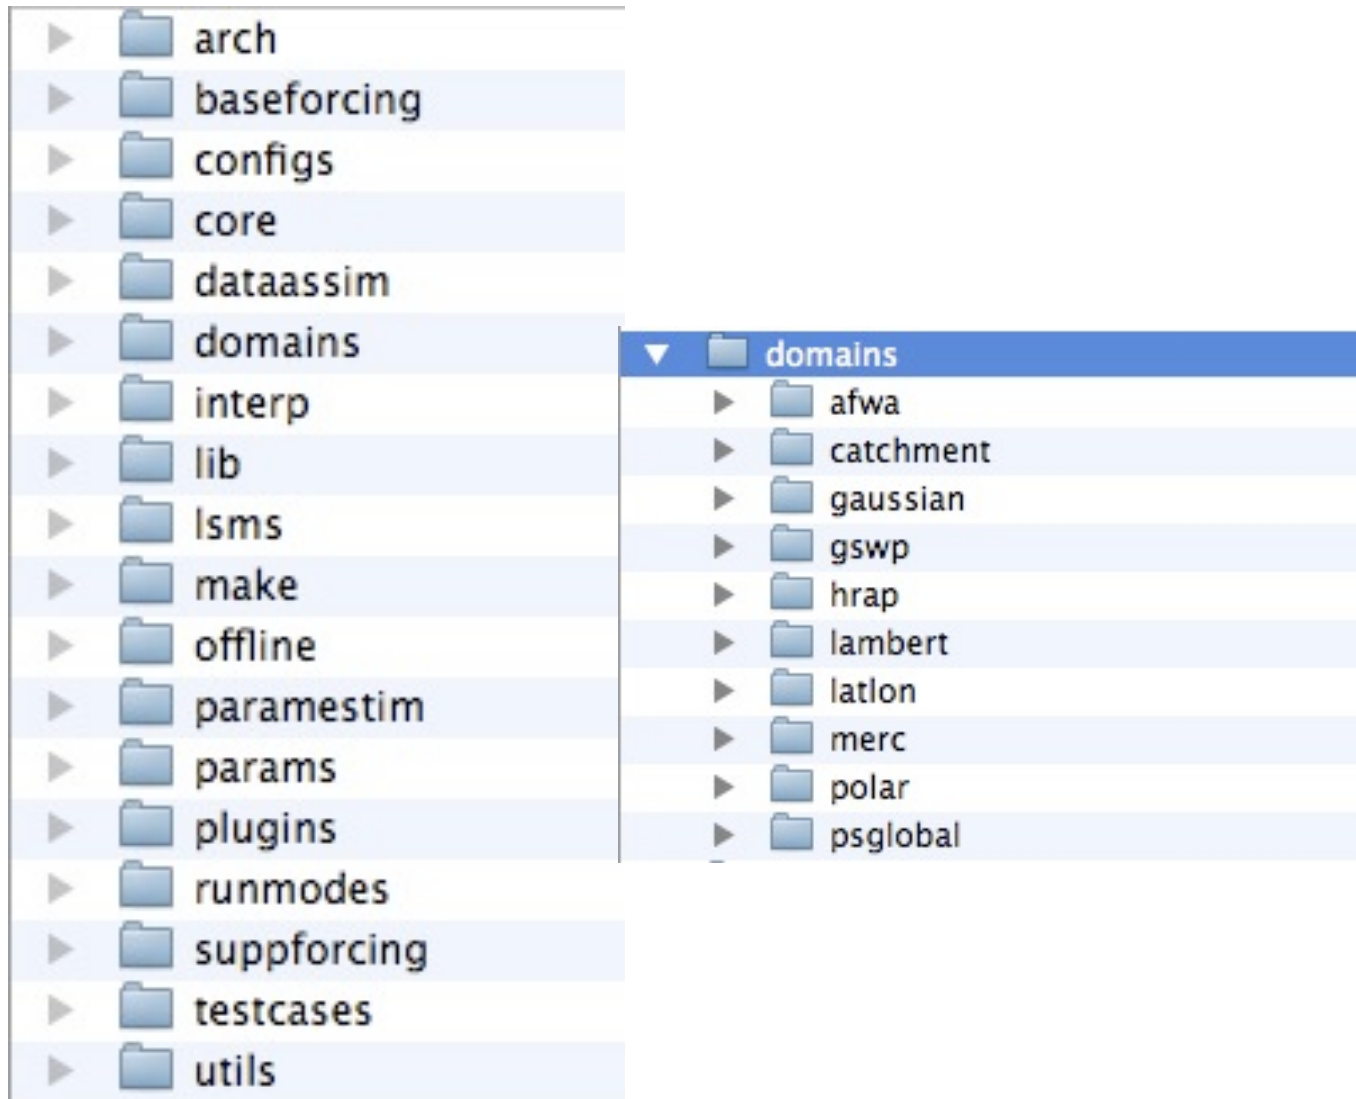 arch
baseforcing
configs
core
dataassim
domains
interp
lib
lsms
make
offline
paramestim
params
plugins
runmodes
suppforcing
testcases
utils
domains
afwa
catchment
gaussian
gswp
hrap
lambert
latlon
merc
polar
psglobal